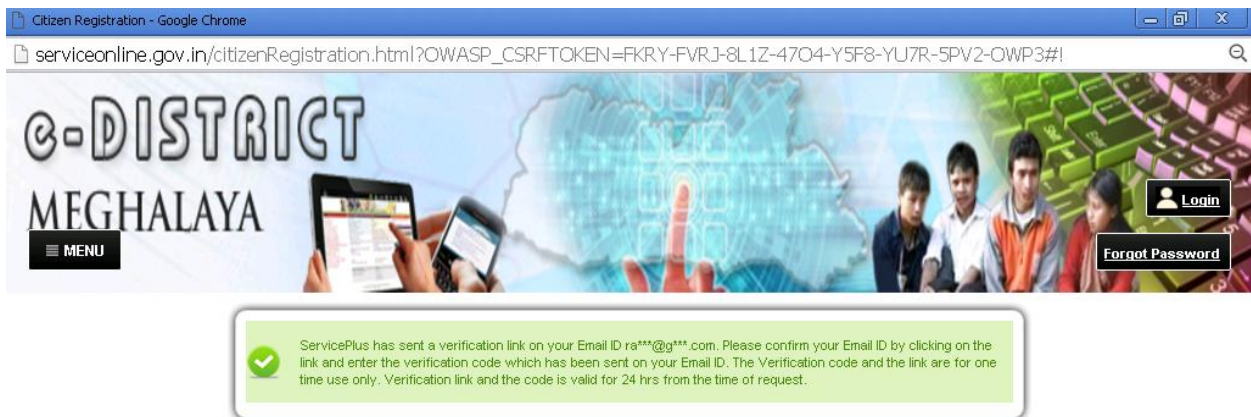 Citizen Registration - Google Chrome
serviceonline.gov.in/citizenRegistration.html?OWASP_CSRFTOKEN=FKRY-FVRJ-8L1Z-47O4-Y5F8-YU7R-5PV2-OWP3#!
e-DISTRICT
MEGHALAYA
Login
MENU
Forgot Password
ServicePlus has sent a verification link on your Email ID ra***@g***.com. Please confirm your Email ID by clicking on the
link and enter the verification code which has been sent on your Email ID. The Verification code and the link are for one
time use only. Verification link and the code is valid for 24 hrs from the time of request.